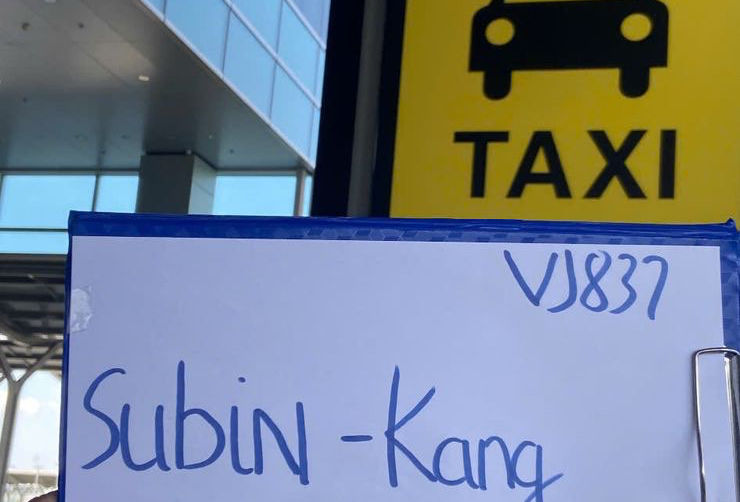 TAXI
VJ837
SubiN - Kang